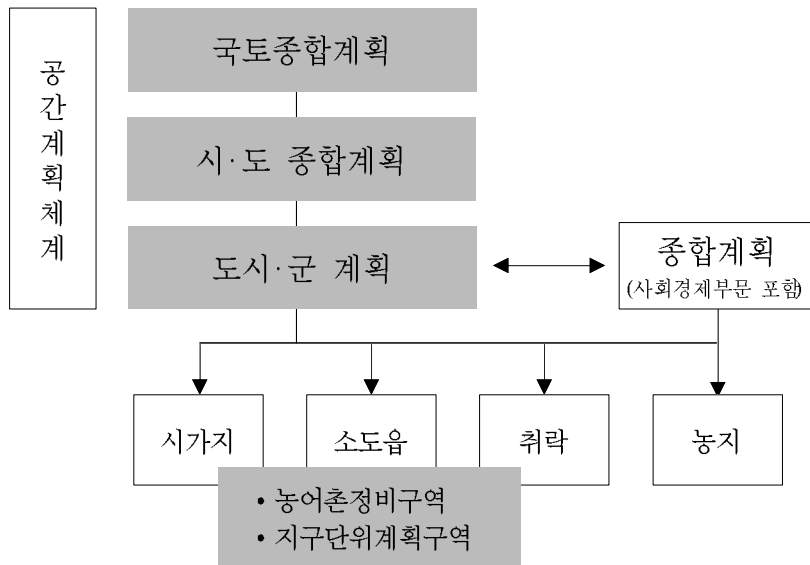 공간계획체계
국토종합계획
시·도 종합계획
도시·군 계획
종합계획
(사회경제부문 포함)
시가지
소도읍
취락
농지
• 농어촌정비구역
• 지구단위계획구역